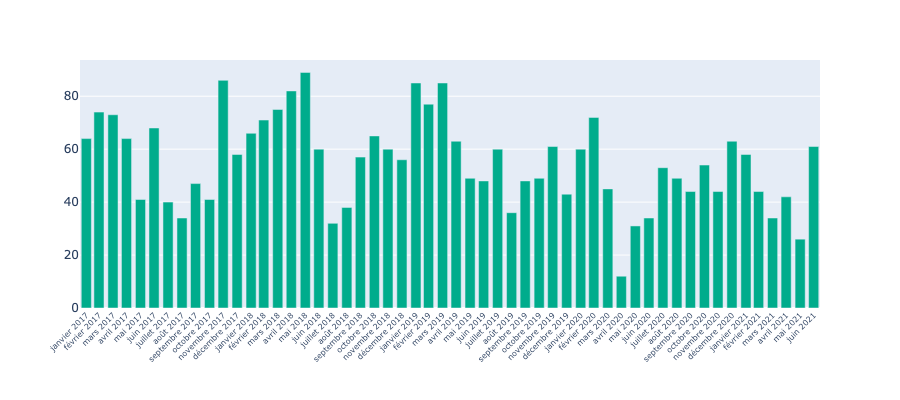 80
60
40
20
0
janvier 2017
février 2017
mars 2017
avril 2017
mai 2017
juin 2017
juillet 2017
août 2017
septembre 2017
octobre 2017
novembre 2017
décembre 2017
janvier 2018
février 2018
mars 2018
avril 2018
mai 2018
juin 2018
juillet 2018
août 2018
septembre 2018
octobre 2018
novembre 2018
décembre 2018
janvier 2019
février 2019
mars 2019
avril 2019
mai 2019
juin 2019
juillet 2019
août 2019
septembre 2019
octobre 2019
novembre 2019
décembre 2019
janvier 2020
février 2020
mars 2020
avril 2020
mai 2020
juin 2020
juillet 2020
août 2020
septembre 2020
octobre 2020
novembre 2020
décembre 2020
janvier 2021
février 2021
mars 2021
avril 2021
mai 2021
juin 2021